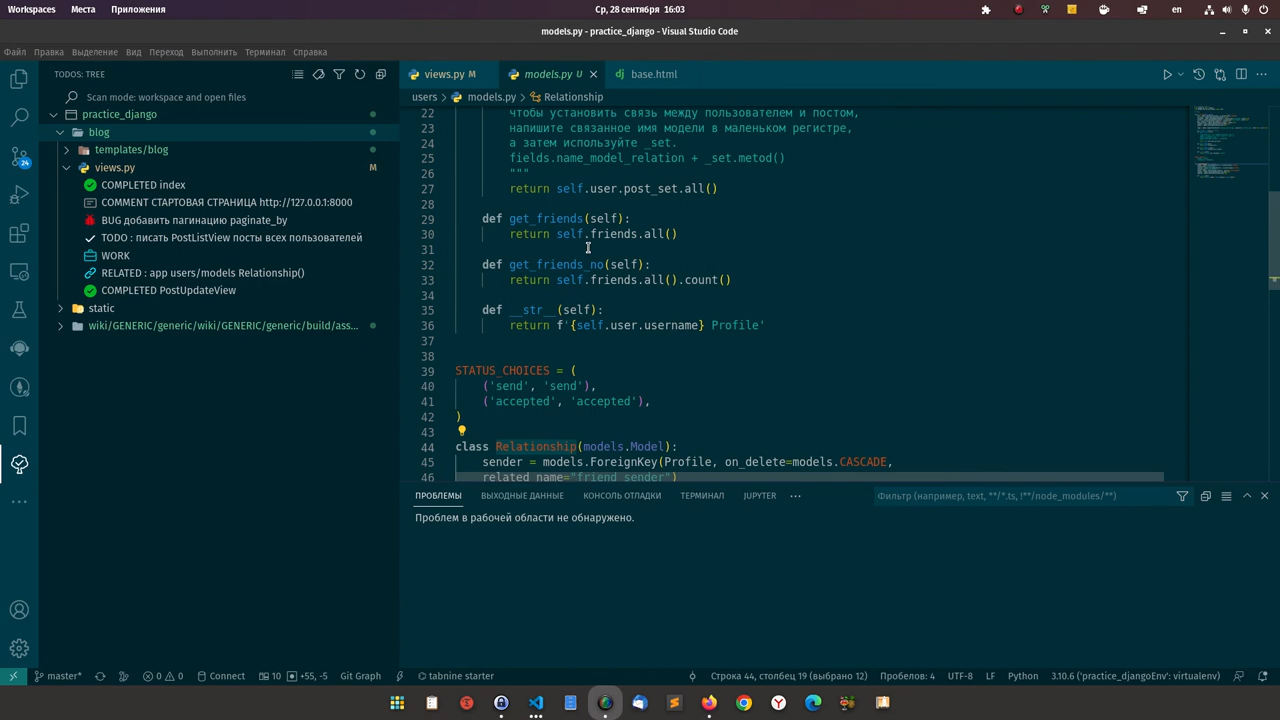 Workspaces Места Приложения Ср, 28 сентября 16:03 en
models.py - practice_django - Visual Studio Code
Файл Правка Выделение Вид Переход Выполнить Терминал Справка
TODOS: TREE
views.py M models.py U base.html
Scan mode: workspace and open files
users > models.py > Relationship
practice_django
blog
templates/blog
views.py M
COMPLETED index
COMMENT СТАРТОВАЯ СТРАНИЦА http://127.0.0.1:8000
BUG добавить пагинацию paginate_by
TODO : писать PostListView посты всех пользователей
WORK
RELATED : app users/models Relationship()
COMPLETED PostUpdateView
static
wiki/GENERIC/generic/wiki/GENERIC/generic/build/ass...
22 чтобы установить связь между пользователем и постом,
23 напишите связанное имя модели в маленьком регистре,
24 а затем используйте _set.
25 fields.name_model_relation + _set.metod()
26 """
27 return self.user.post_set.all()
28
29 def get_friends(self):
30 return self.friends.all()
31
32 def get_friends_no(self):
33 return self.friends.all().count()
34
35 def __str__(self):
36 return f'{self.user.username} Profile'
37
38
39 STATUS_CHOICES = (
40 ('send', 'send'),
41 ('accepted', 'accepted'),
42 )
43
44 class Relationship(models.Model):
45 sender = models.ForeignKey(Profile, on_delete=models.CASCADE,
46 related_name="friend_sender")
ПРОБЛЕМЫ ВЫХОДНЫЕ ДАННЫЕ КОНСОЛЬ ОТЛАДКИ ТЕРМИНАЛ JUPYTER Фильтр (например, text, **/*.ts, !**/node_modules/**)
Проблем в рабочей области не обнаружено.
24
master* 0 0 Connect 10 +55, -5 Git Graph tabnine starter Строка 44, столбец 19 (выбрано 12) Пробелов: 4 UTF-8 LF Python 3.10.6 ('practice_djangoEnv': virtualenv)